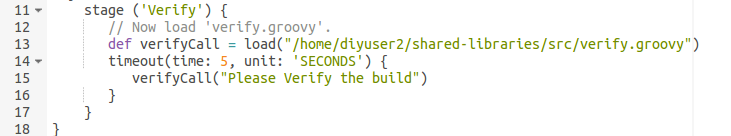 11 stage ('Verify') {
12 // Now load 'verify.groovy'.
13 def verifyCall = load("/home/diyuser2/shared-libraries/src/verify.groovy")
14 timeout(time: 5, unit: 'SECONDS') {
15 verifyCall("Please Verify the build")
16 }
17 }
18 }